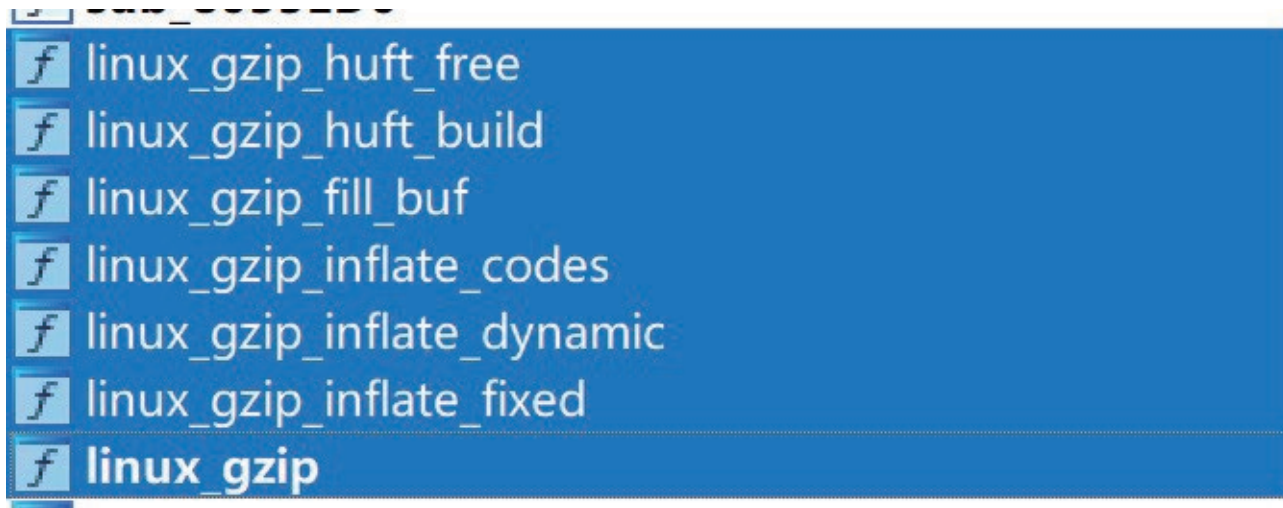 linux_gzip_huft_free
linux_gzip_huft_build
linux_gzip_fill_buf
linux_gzip_inflate_codes
linux_gzip_inflate_dynamic
linux_gzip_inflate_fixed
linux_gzip